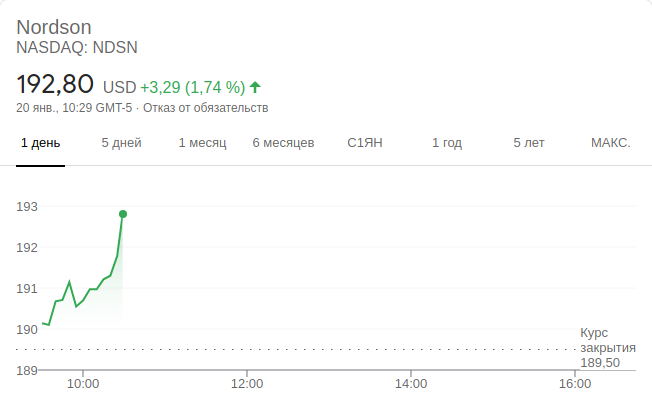 Nordson
NASDAQ: NDSN
192,80 USD +3,29 (1,74 %)
20 янв., 10:29 GMT-5 · Отказ от обязательств
1 день 5 дней 1 месяц 6 месяцев С1ЯН 1 год 5 лет МАКС.
193
192
191
190
Курс
закрытия
189,50
189
10:00 12:00 14:00 16:00